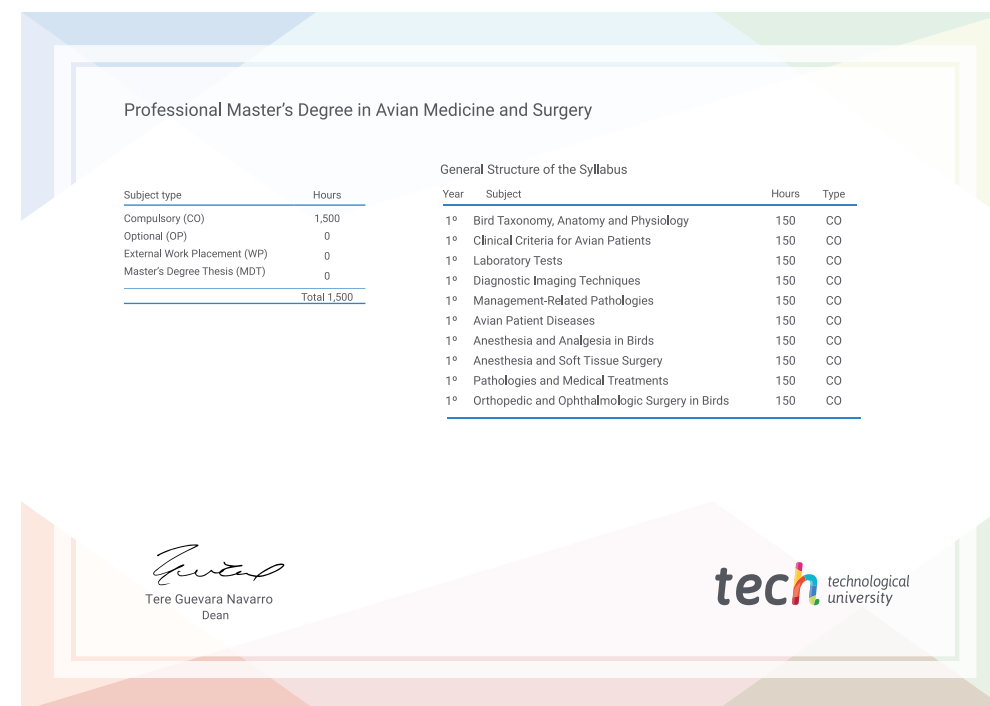 Professional Master's Degree in Avian Medicine and Surgery
Subject type Hours
Compulsory (CO) 1,500
Optional (OP) 0
External Work Placement (WP) 0
Master's Degree Thesis (MDT) 0
Total 1,500
General Structure of the Syllabus
Year Subject Hours Type
1º Bird Taxonomy, Anatomy and Physiology 150 CO
1º Clinical Criteria for Avian Patients 150 CO
1º Laboratory Tests 150 CO
1º Diagnostic Imaging Techniques 150 CO
1º Management-Related Pathologies 150 CO
1º Avian Patient Diseases 150 CO
1º Anesthesia and Analgesia in Birds 150 CO
1º Anesthesia and Soft Tissue Surgery 150 CO
1º Pathologies and Medical Treatments 150 CO
1º Orthopedic and Ophthalmologic Surgery in Birds 150 CO
Tere Guevara Navarro
Dean
tech technological
university